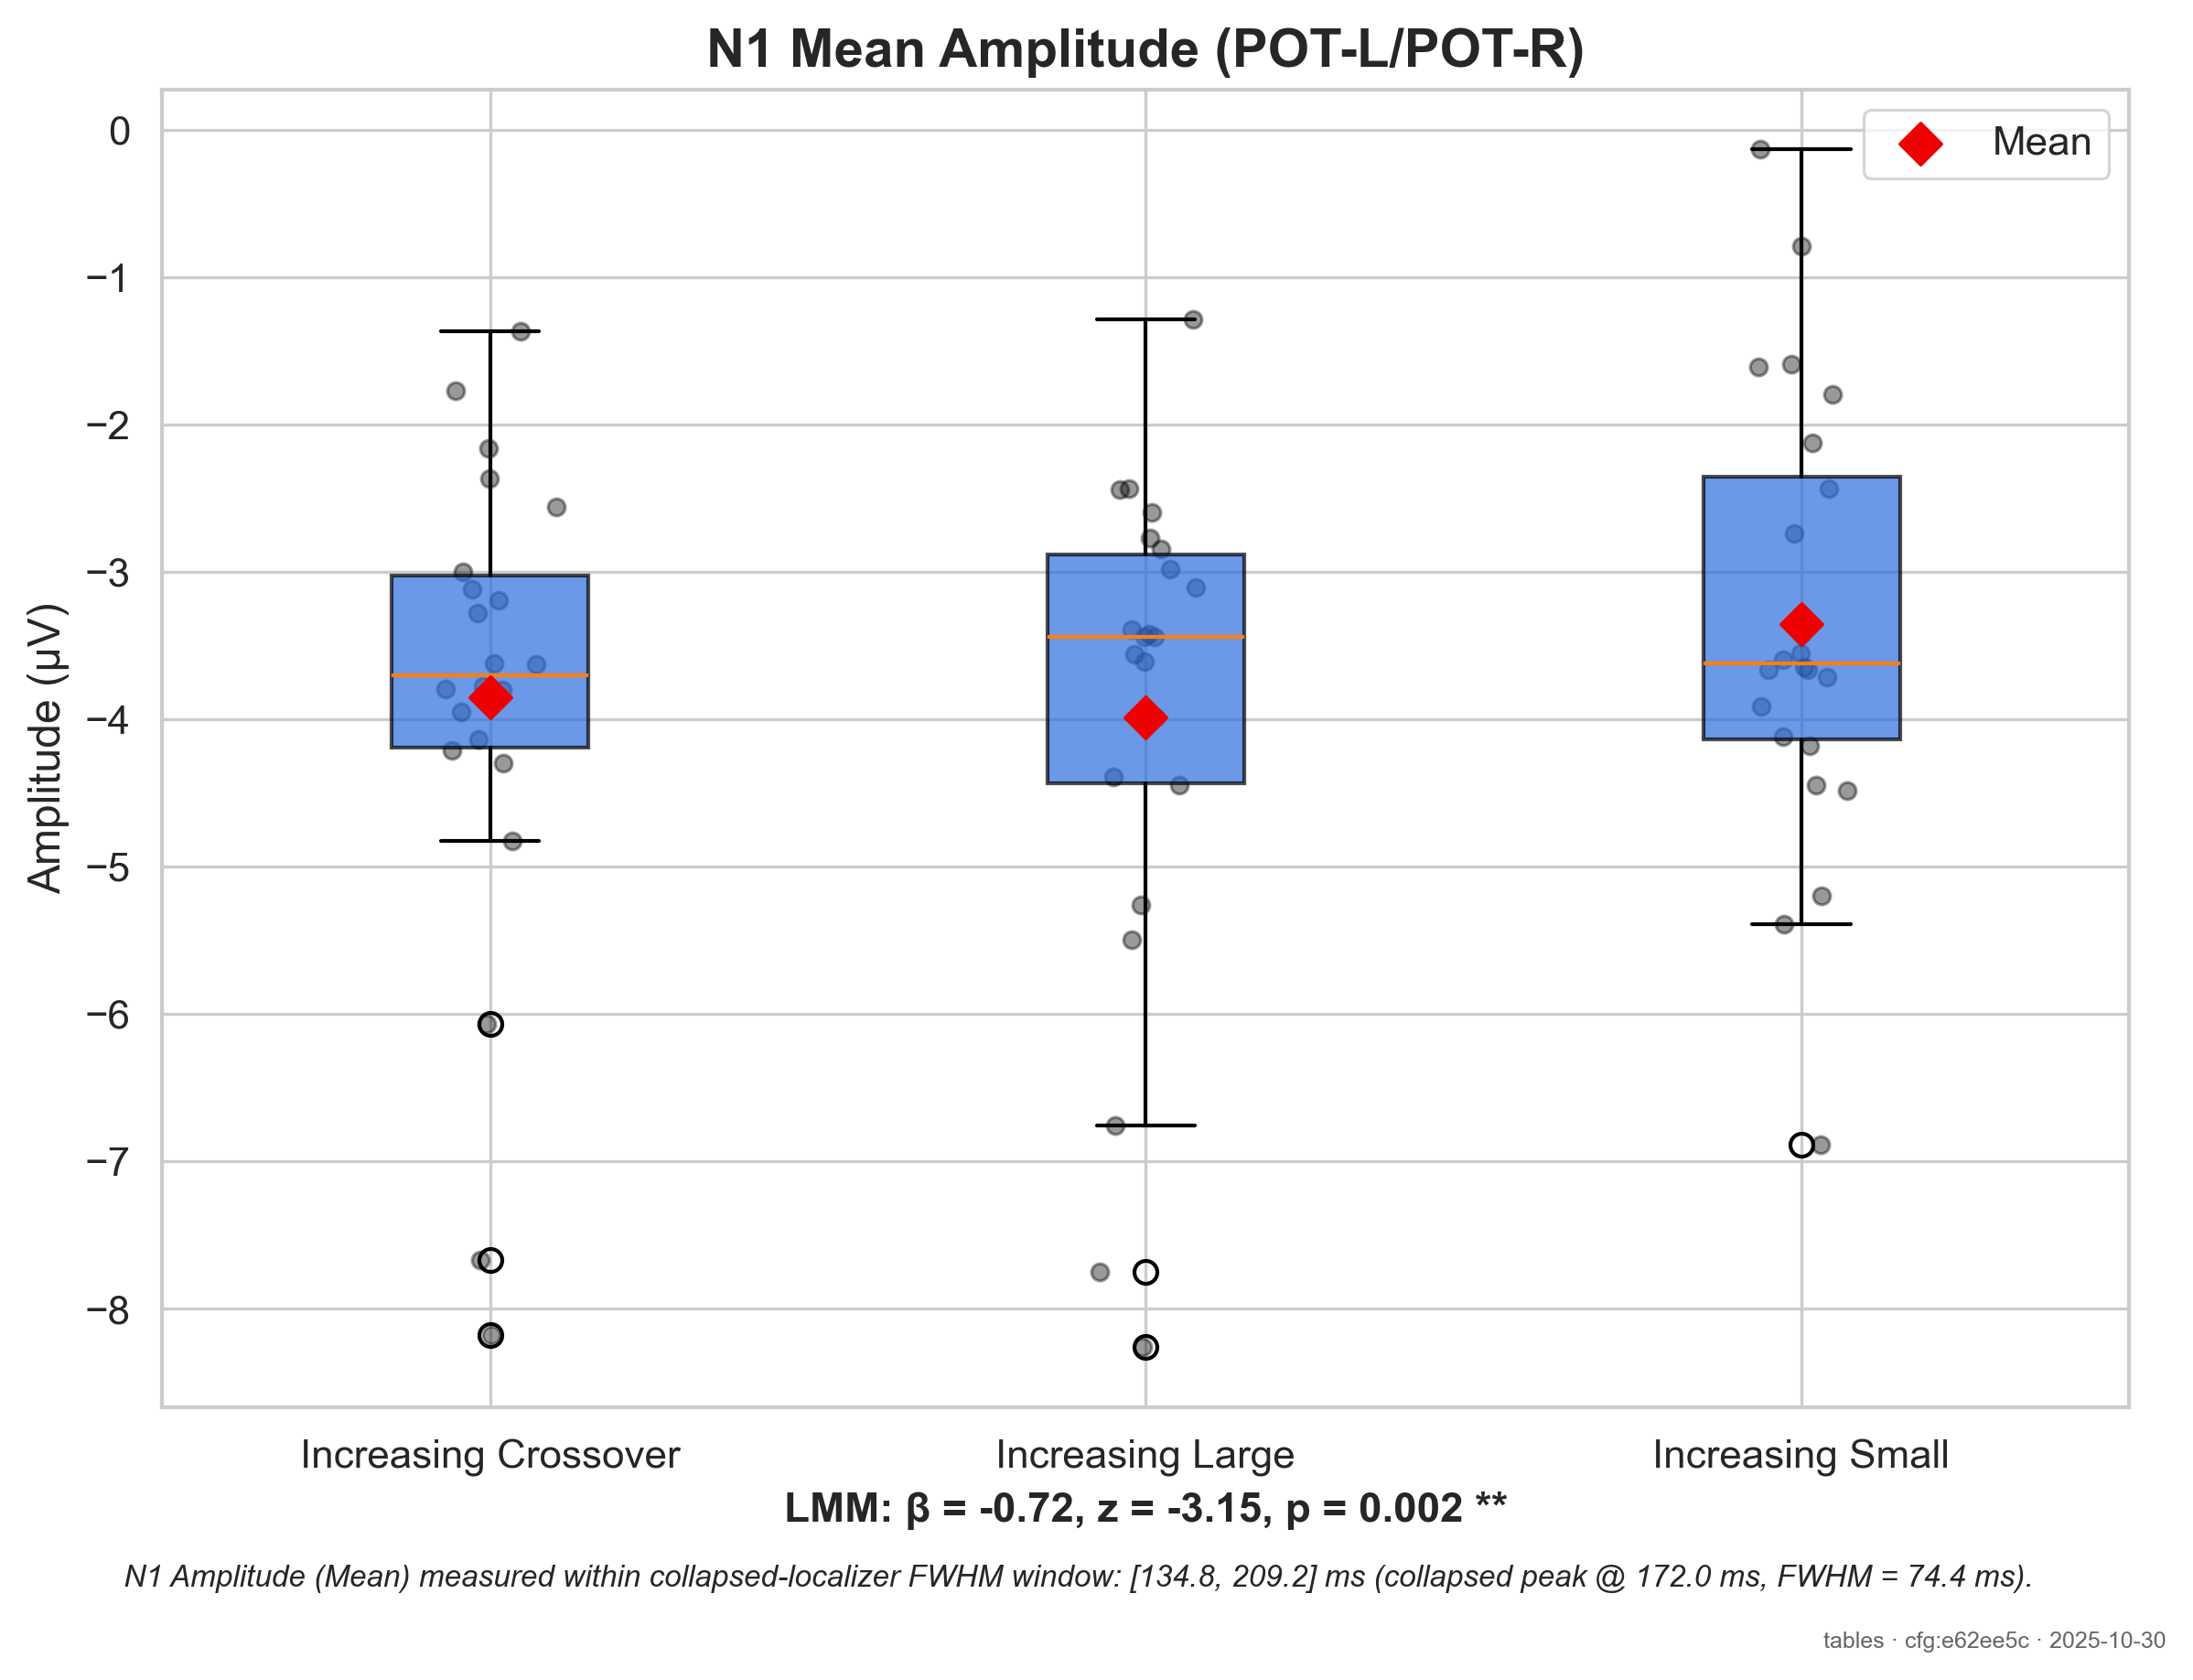 N1 Mean Amplitude (POT-L/POT-R)
Mean
Amplitude (µV)
0
−1
−2
−3
−4
−5
−6
−7
−8
Increasing Crossover
Increasing Large
Increasing Small
LMM: β = -0.72, z = -3.15, p = 0.002 **
N1 Amplitude (Mean) measured within collapsed-localizer FWHM window: [134.8, 209.2] ms (collapsed peak @ 172.0 ms, FWHM = 74.4 ms).
tables · cfg:e62ee5c · 2025-10-30